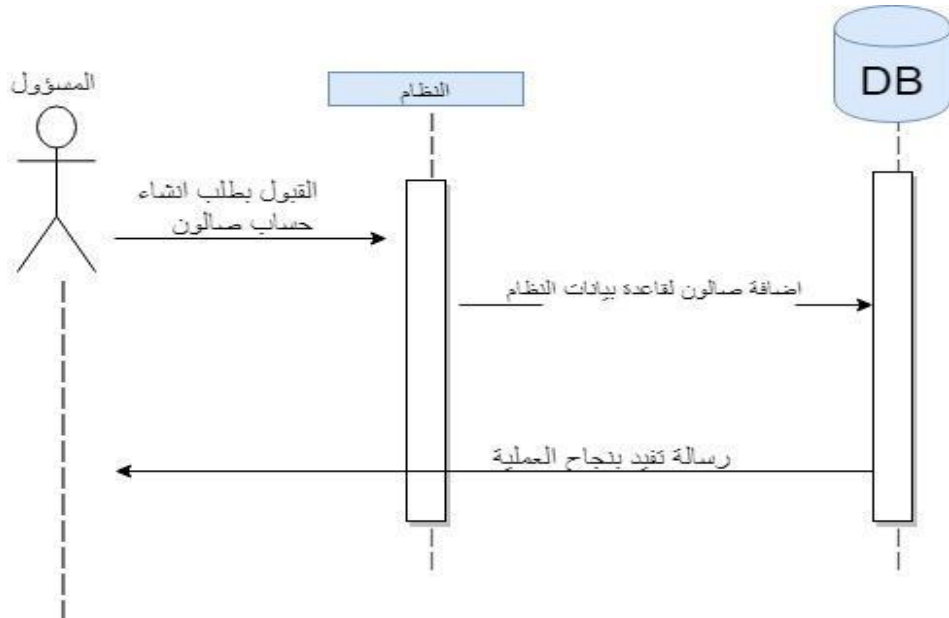 المسؤول
النظام
DB
القبول بطلب انشاء
حساب صالون
اضافة صالون لقاعدة بيانات النظام
رسالة تفيد بنجاح العملية